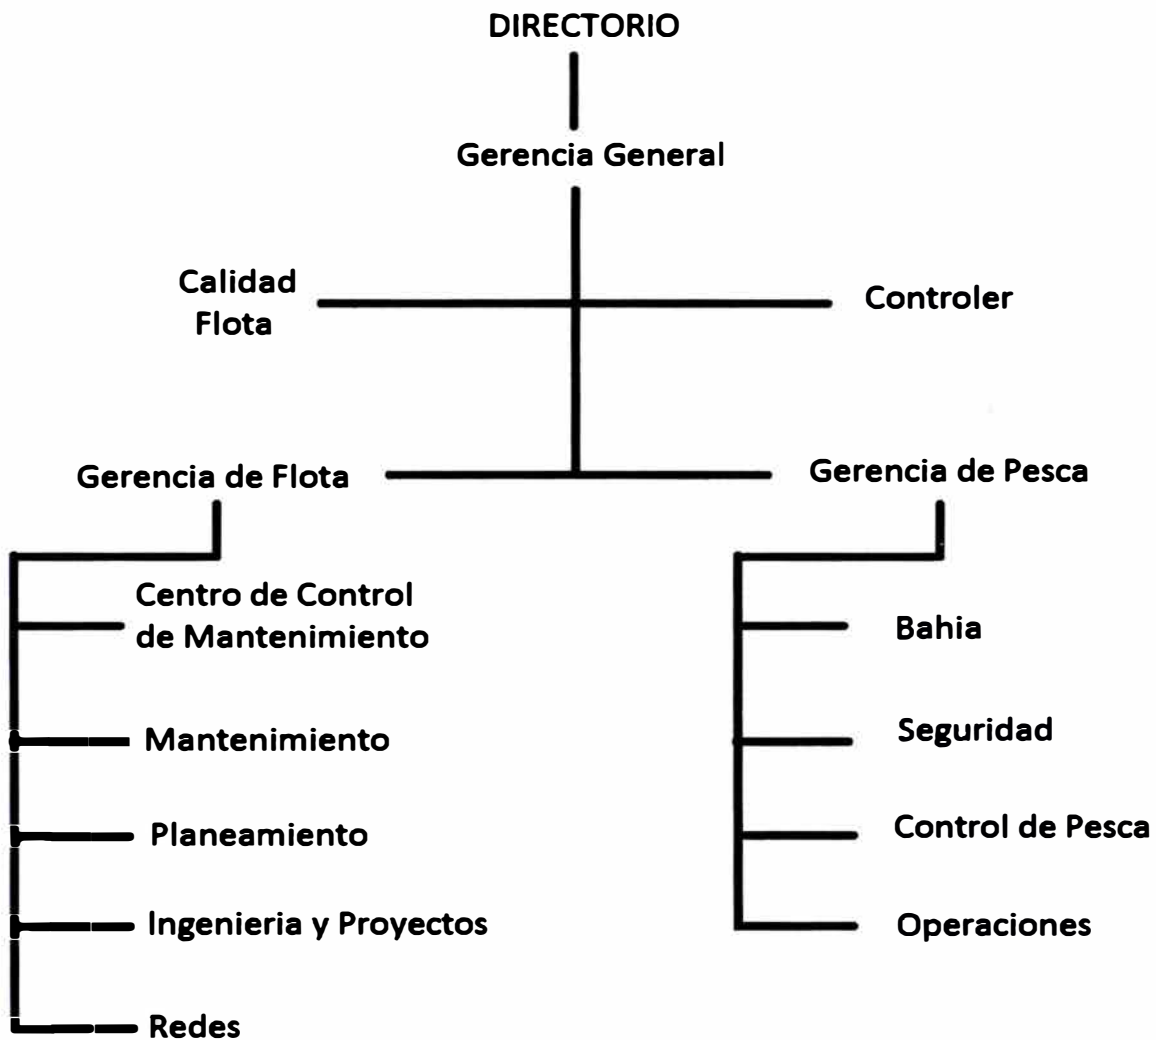 DIRECTORIO
Gerencia General
Calidad
Flota
Controler
Gerencia de Flota
Gerencia de Pesca
Centro de Control
de Mantenimiento
Mantenimiento
Planeamiento
Ingenieria y Proyectos
Redes
Bahia
Seguridad
Control de Pesca
Operaciones